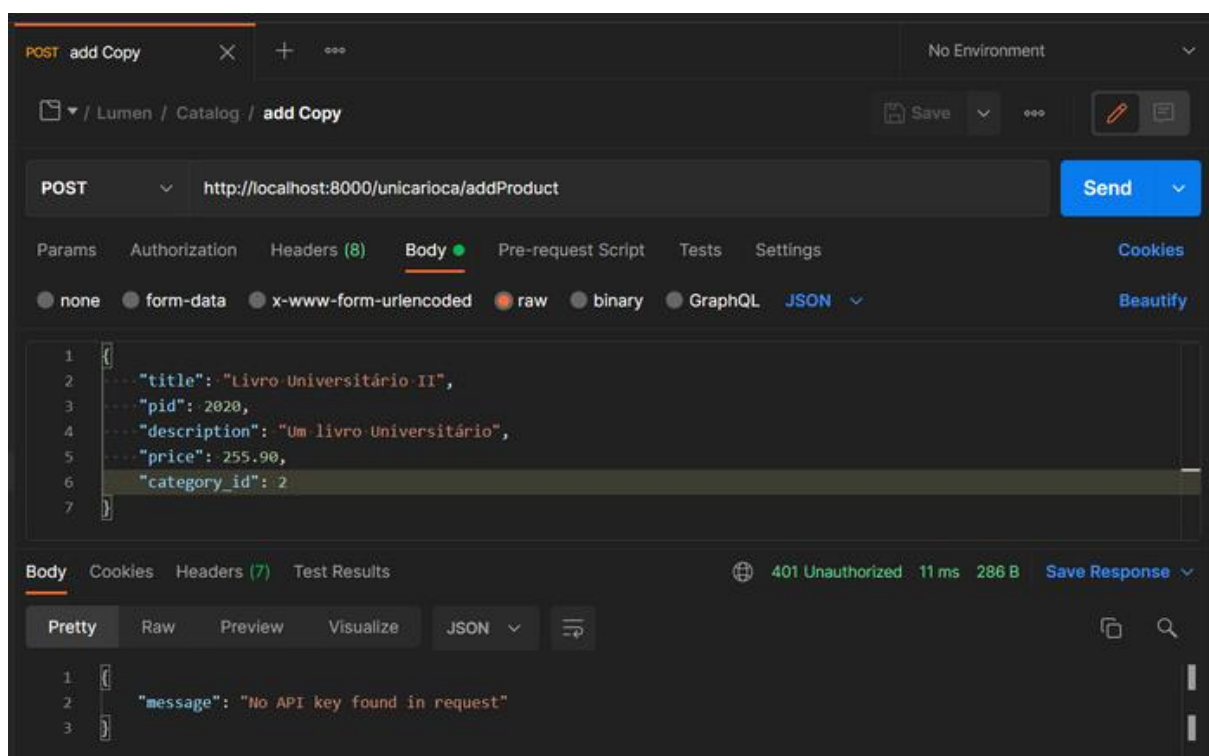 POST add Copy
No Environment
/ Lumen / Catalog / add Copy
Save
POST http://localhost:8000/unicarioca/addProduct Send
Params Authorization Headers (8) Body Pre-request Script Tests Settings Cookies
none form-data x-www-form-urlencoded raw binary GraphQL JSON Beautify
1 {
2 "title": "Livro Universitário II",
3 "pid": 2020,
4 "description": "Um livro Universitário",
5 "price": 255.90,
6 "category_id": 2
7 }
Body Cookies Headers (7) Test Results 401 Unauthorized 11 ms 286 B Save Response
Pretty Raw Preview Visualize JSON
1 {
2 "message": "No API key found in request"
3 }